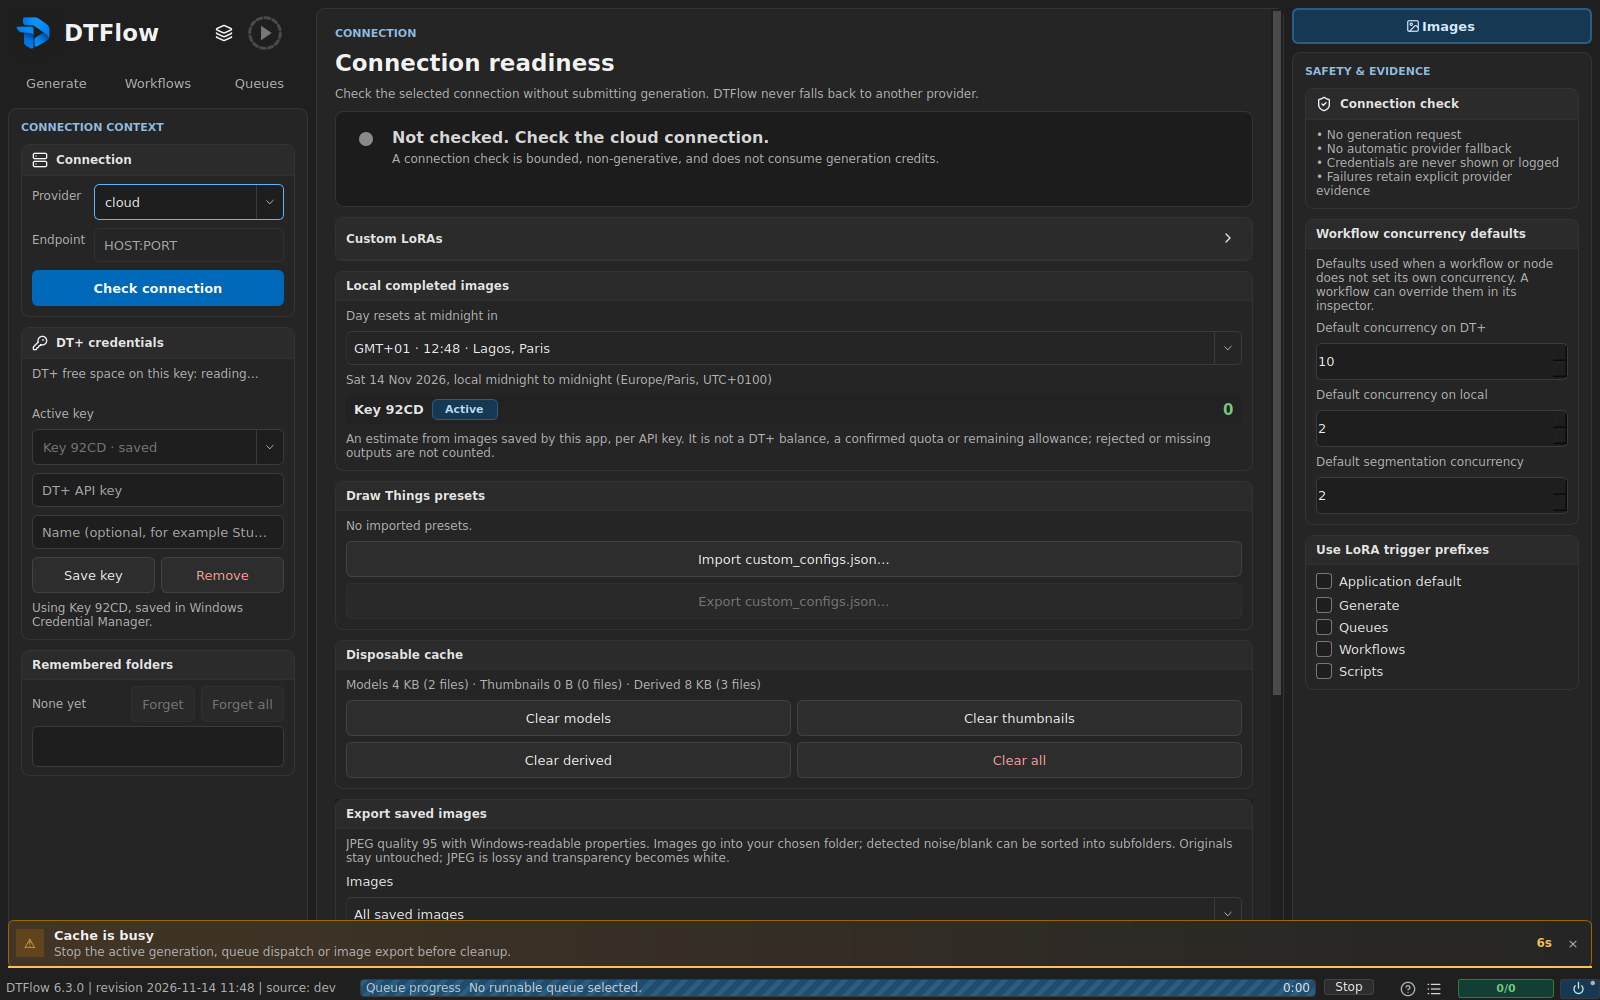 DTFlow
Generate Workflows Queues
CONNECTION CONTEXT
Connection
Provider cloud
Endpoint HOST:PORT
Check connection
DT+ credentials
DT+ free space on this key: reading...
Active key
Key 92CD · saved
DT+ API key
Name (optional, for example Stu...
Save key Remove
Using Key 92CD, saved in Windows
Credential Manager.
Remembered folders
None yet Forget Forget all
CONNECTION
Connection readiness
Check the selected connection without submitting generation. DTFlow never falls back to another provider.
Not checked. Check the cloud connection.
A connection check is bounded, non-generative, and does not consume generation credits.
Custom LoRAs
Local completed images
Day resets at midnight in
GMT+01 · 12:48 · Lagos, Paris
Sat 14 Nov 2026, local midnight to midnight (Europe/Paris, UTC+0100)
Key 92CD Active 0
An estimate from images saved by this app, per API key. It is not a DT+ balance, a confirmed quota or remaining allowance; rejected or missing
outputs are not counted.
Draw Things presets
No imported presets.
Import custom_configs.json...
Export custom_configs.json...
Disposable cache
Models 4 KB (2 files) · Thumbnails 0 B (0 files) · Derived 8 KB (3 files)
Clear models Clear thumbnails
Clear derived Clear all
Export saved images
JPEG quality 95 with Windows-readable properties. Images go into your chosen folder; detected noise/blank can be sorted into subfolders. Originals
stay untouched; JPEG is lossy and transparency becomes white.
Images
All saved images
Images
SAFETY & EVIDENCE
Connection check
• No generation request
• No automatic provider fallback
• Credentials are never shown or logged
• Failures retain explicit provider
evidence
Workflow concurrency defaults
Defaults used when a workflow or node
does not set its own concurrency. A
workflow can override them in its
inspector.
Default concurrency on DT+
10
Default concurrency on local
2
Default segmentation concurrency
2
Use LoRA trigger prefixes
Application default
Generate
Queues
Workflows
Scripts
Cache is busy
Stop the active generation, queue dispatch or image export before cleanup.
6s ×
DTFlow 6.3.0 | revision 2026-11-14 11:48 | source: dev Queue progress No runnable queue selected. 0:00 Stop 0/0